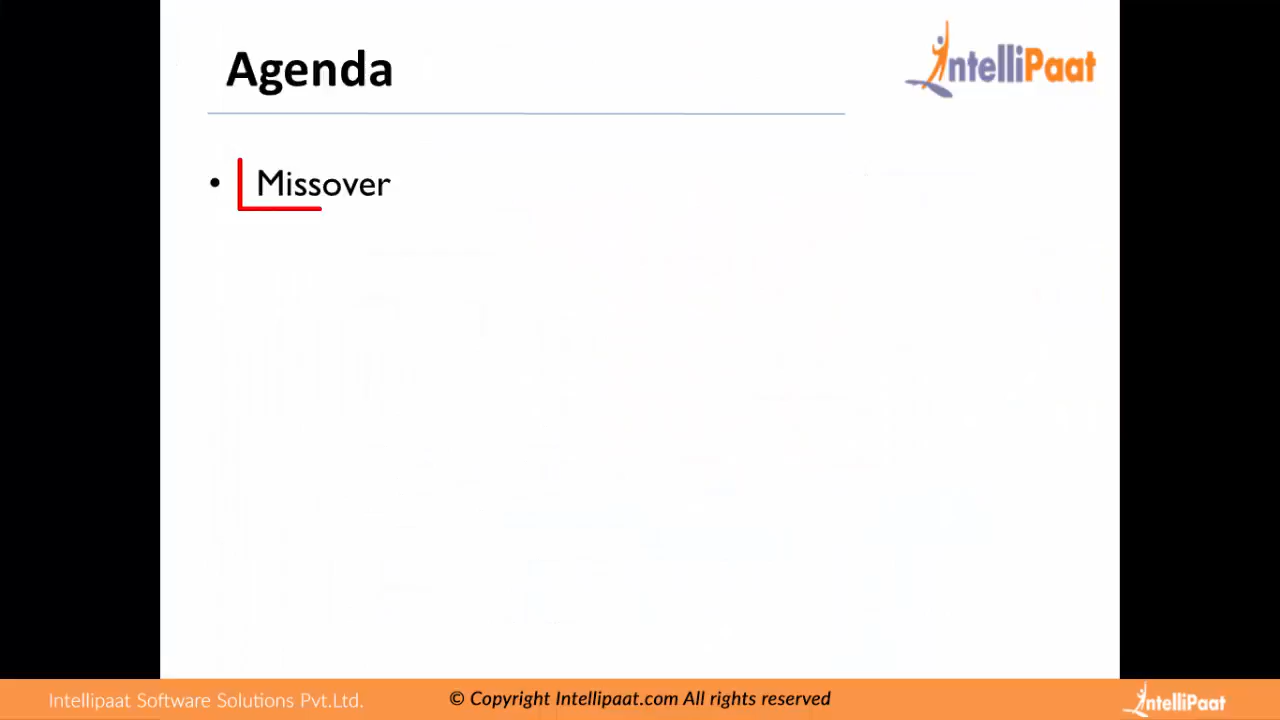 Agenda
IntelliPaat
• Missover
Intellipaat Software Solutions Pvt.Ltd.
© Copyright Intellipaat.com All rights reserved
IntelliPaat